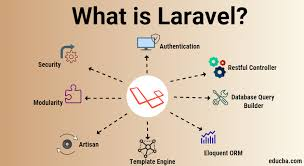 What is Laravel?
Authentication
Security
Restful Controller
Modularity
Database Query
Builder
Artisan
Template Engine
Eloquent ORM
educba.com